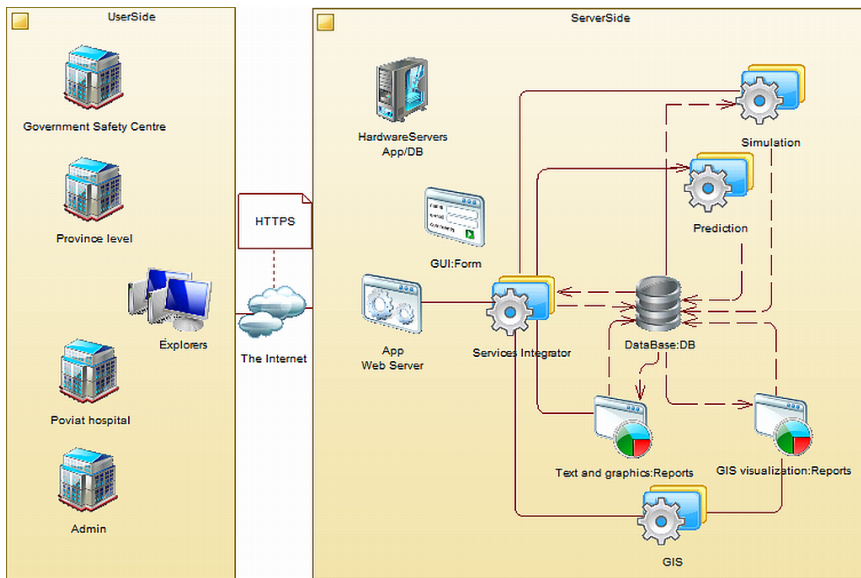 UserSide
Government Safety Centre
Province level
Explorers
Poviat hospital
Admin
HTTPS
The Internet
ServerSide
HardwareServers
App/DB
GUI:Form
App
Web Server
Services Integrator
Simulation
Prediction
DataBase:DB
Text and graphics:Reports
GIS visualization:Reports
GIS